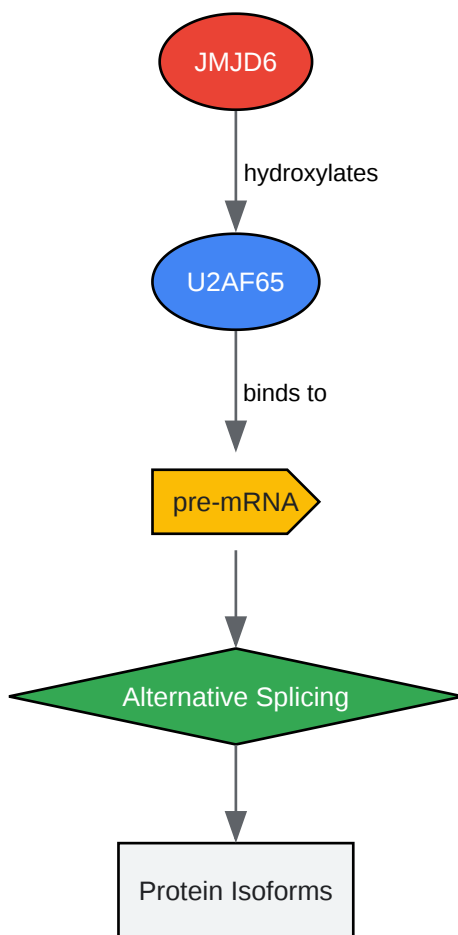 JMJD6
hydroxylates
U2AF65
binds to
pre-mRNA
Alternative Splicing
Protein Isoforms